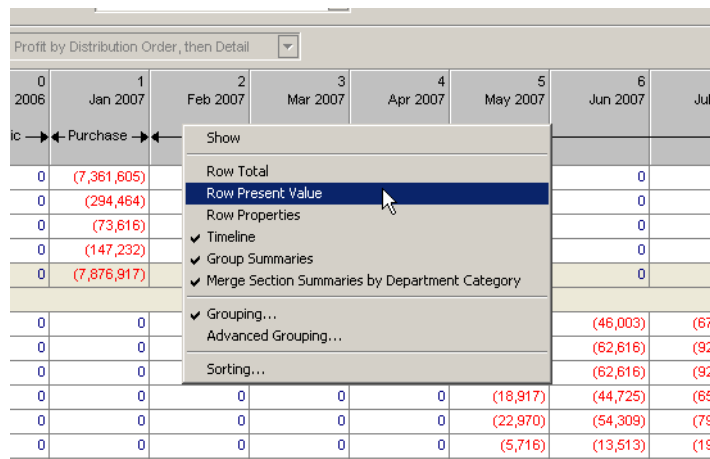 Profit by Distribution Order, then Detail
0 1 2 3 4 5 6
2006 Jan 2007 Feb 2007 Mar 2007 Apr 2007 May 2007 Jun 2007
Purchase
Show
0 (7,361,605) Row Total 0
0 (294,464) Row Present Value 0
0 (73,616) Row Properties 0
0 (147,232) Timeline 0
Group Summaries
0 (7,876,917) Merge Section Summaries by Department Category 0
Grouping...
0 0 (46,003)
0 0 Advanced Grouping... (62,616)
0 0 Sorting... (62,616)
0 0 0 0 0 (18,917) (44,725)
0 0 0 0 0 (22,970) (54,309)
0 0 0 0 0 (5,716) (13,513)